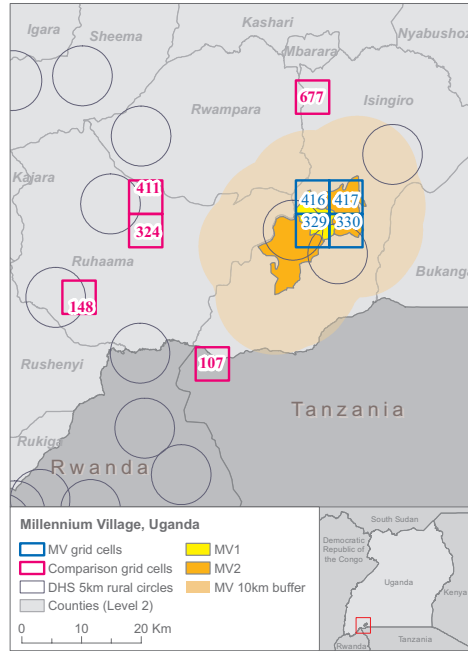 Igara
Sheema
Kashari
Nyabushoz
Mbarara
677
Rwampara
Isingiro
Kajara
411
416 417
324
329 330
Ruhaama
148
Bukanga
Rushenyi
107
Tanzania
Rukiga
Rwanda
Millennium Village, Uganda
MV grid cells
MV1
Comparison grid cells
MV2
DHS 5km rural circles
MV 10km buffer
Counties (Level 2)
0 10 20 Km
South Sudan
Democratic
Republic of
the Congo
Uganda
Kenya
Rwanda
Tanzania